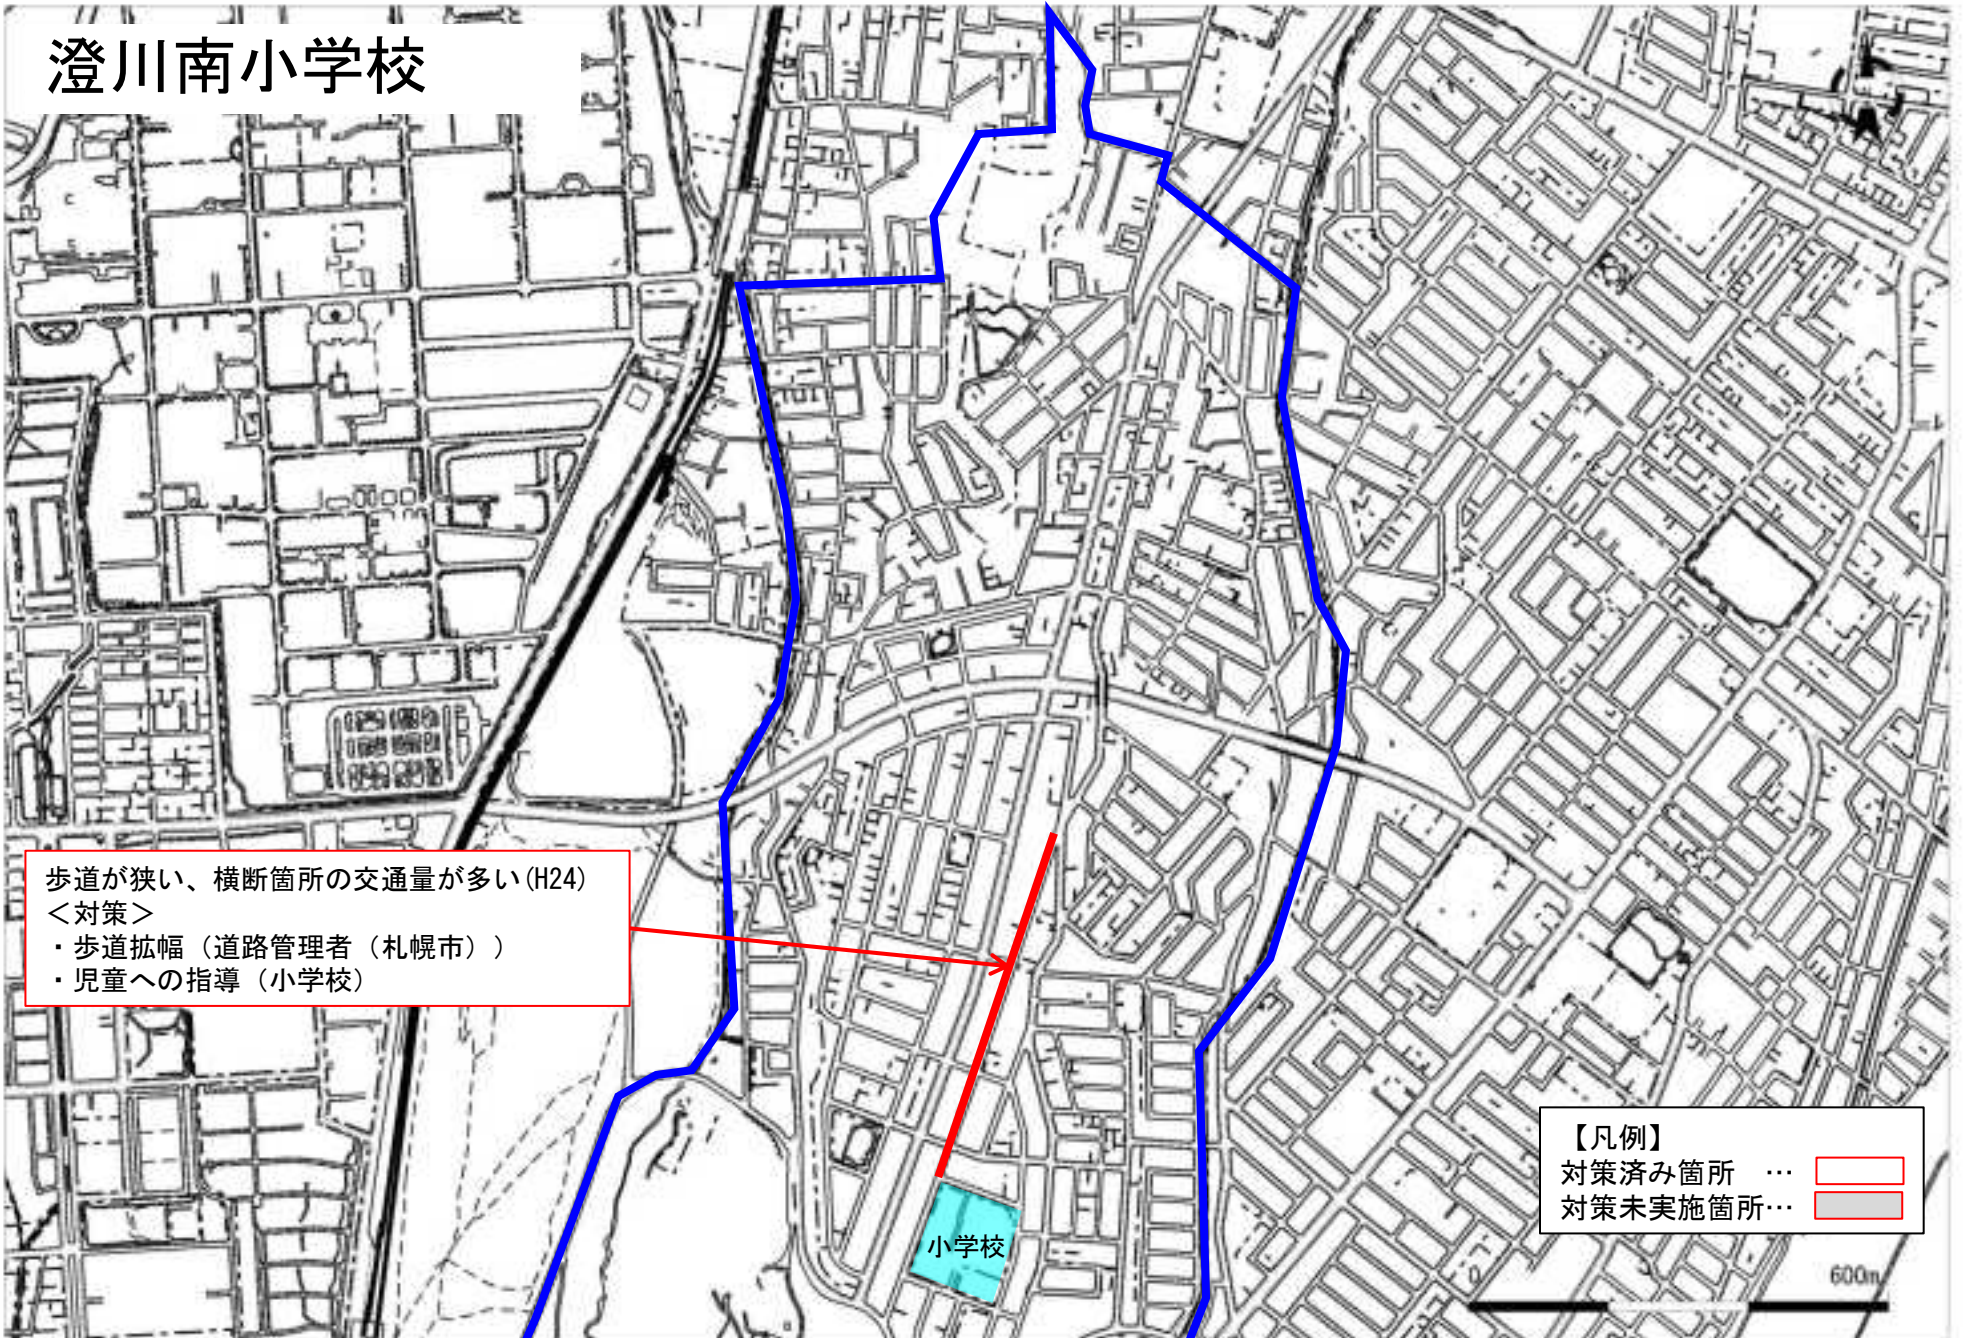 澄川南小学校
歩道が狭い、横断箇所の交通量が多い(H24)
＜対策＞
・歩道拡幅（道路管理者（札幌市））
・児童への指導（小学校）
小学校
【凡例】
対策済み箇所　…
対策未実施箇所…
0　600m